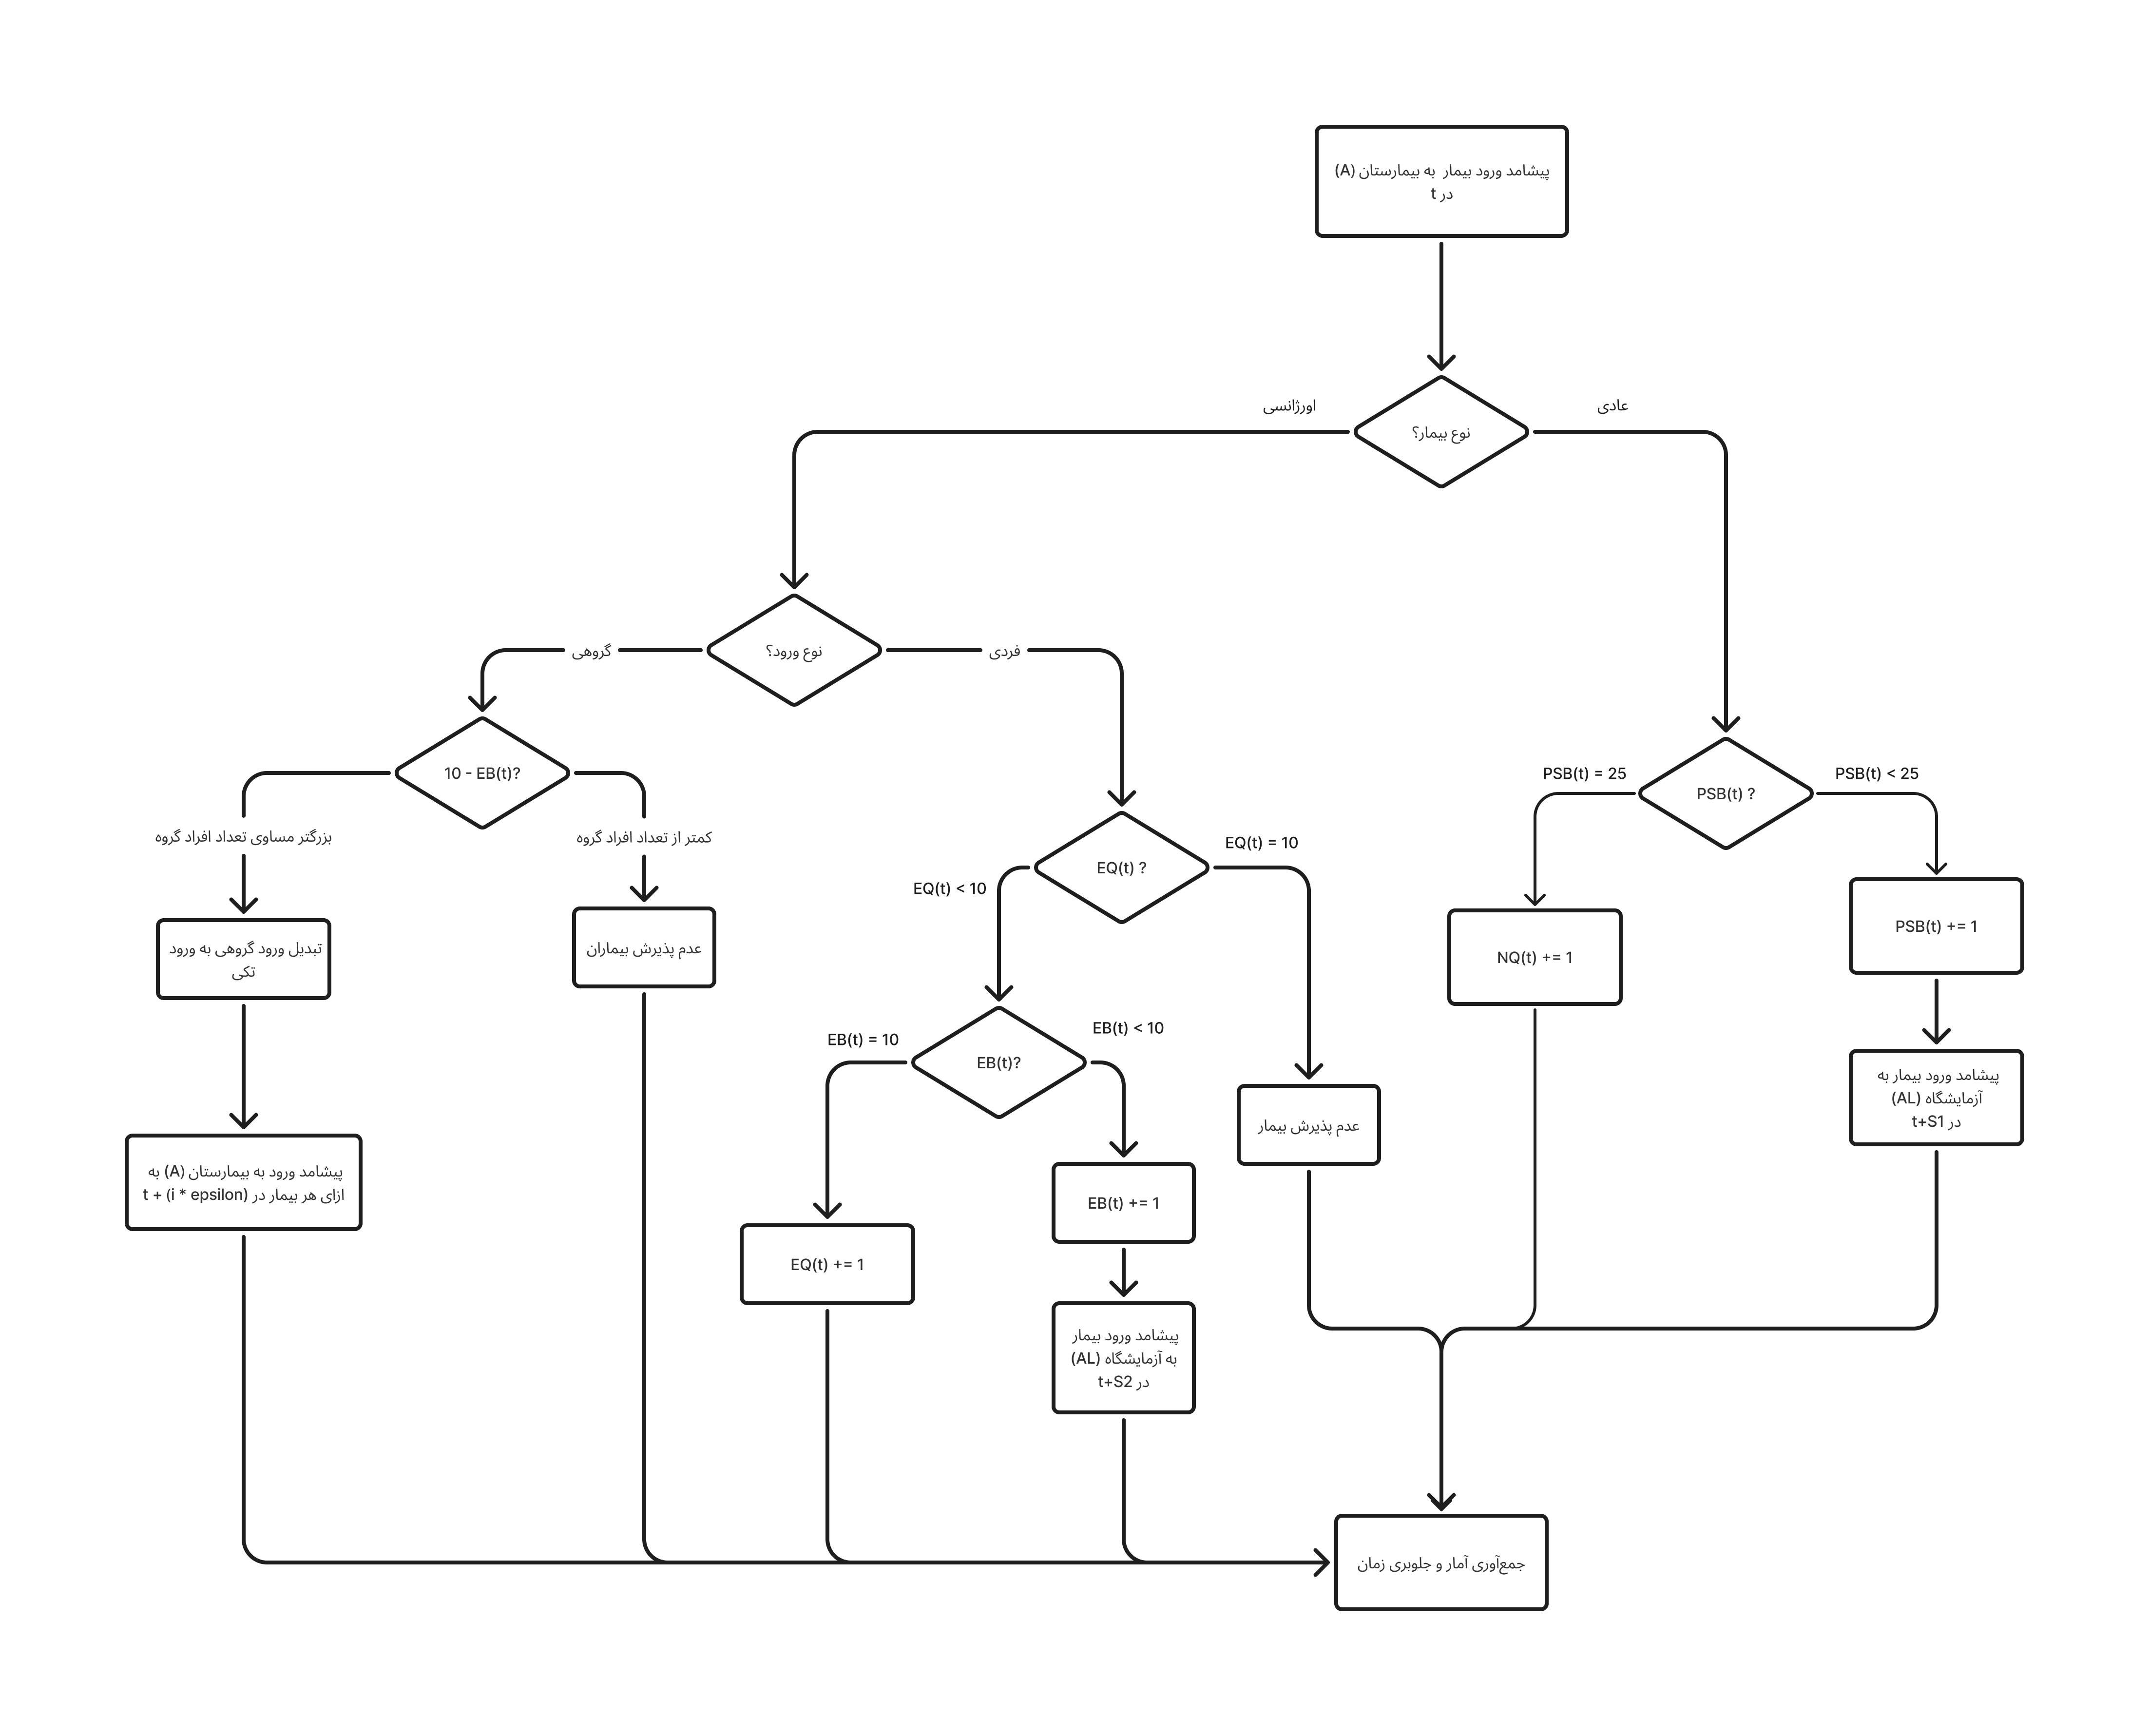 پیشامد ورود بیمار به بیمارستان (A)
در t
نوع بیمار؟
عادی
اورژانسی
نوع ورود؟
فردی
گروهی
10 - EB(t)?
بزرگتر مساوی تعداد افراد گروه
کمتر از تعداد افراد گروه
PSB(t) ?
PSB(t) = 25
PSB(t) < 25
EQ(t) ?
EQ(t) = 10
EQ(t) < 10
تبدیل ورود گروهی به ورود
تکی
عدم پذیرش بیماران
NQ(t) += 1
PSB(t) += 1
EB(t)?
EB(t) = 10
EB(t) < 10
پیشامد ورود بیمار به
آزمایشگاه (AL)
در t+S1
عدم پذیرش بیمار
پیشامد ورود به بیمارستان (A) به
ازای هر بیمار در t + (i * epsilon)
EB(t) += 1
EQ(t) += 1
پیشامد ورود بیمار
به آزمایشگاه (AL)
در t+S2
جمع‌آوری آمار و جلوبری زمان